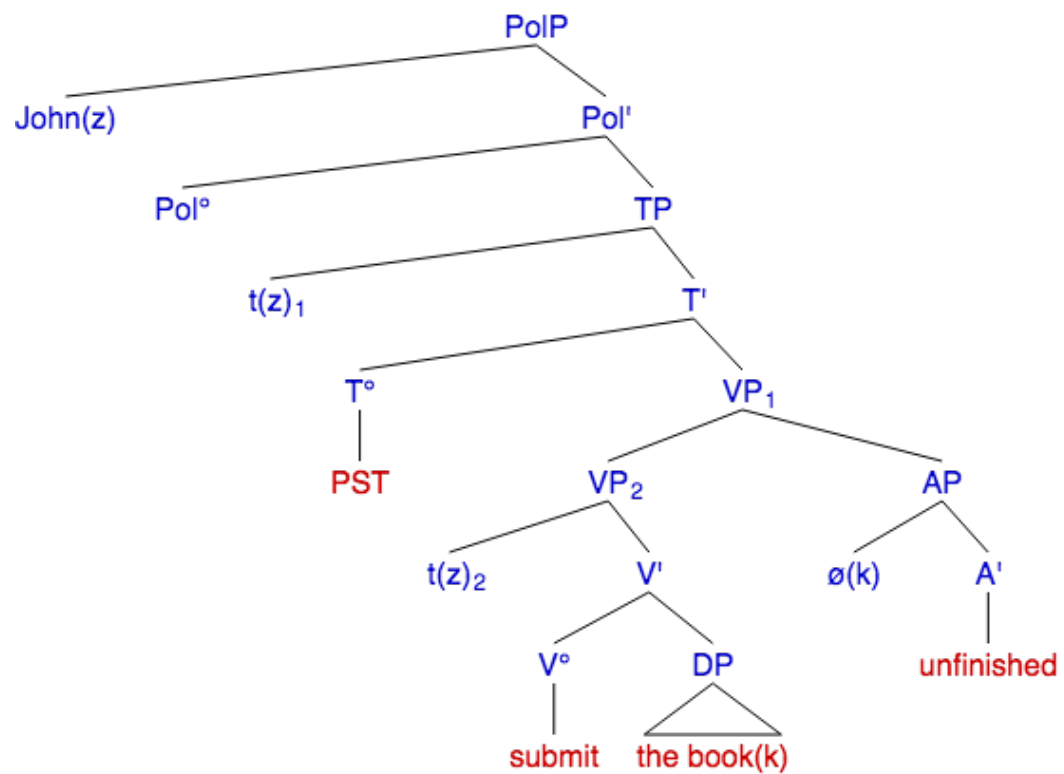 PolP
John(z) Pol'
Pol° TP
t(z)₁ T'
T° VP₁
PST VP₂ AP
t(z)₂ V' ø(k) A'
V° DP unfinished
submit the book(k)